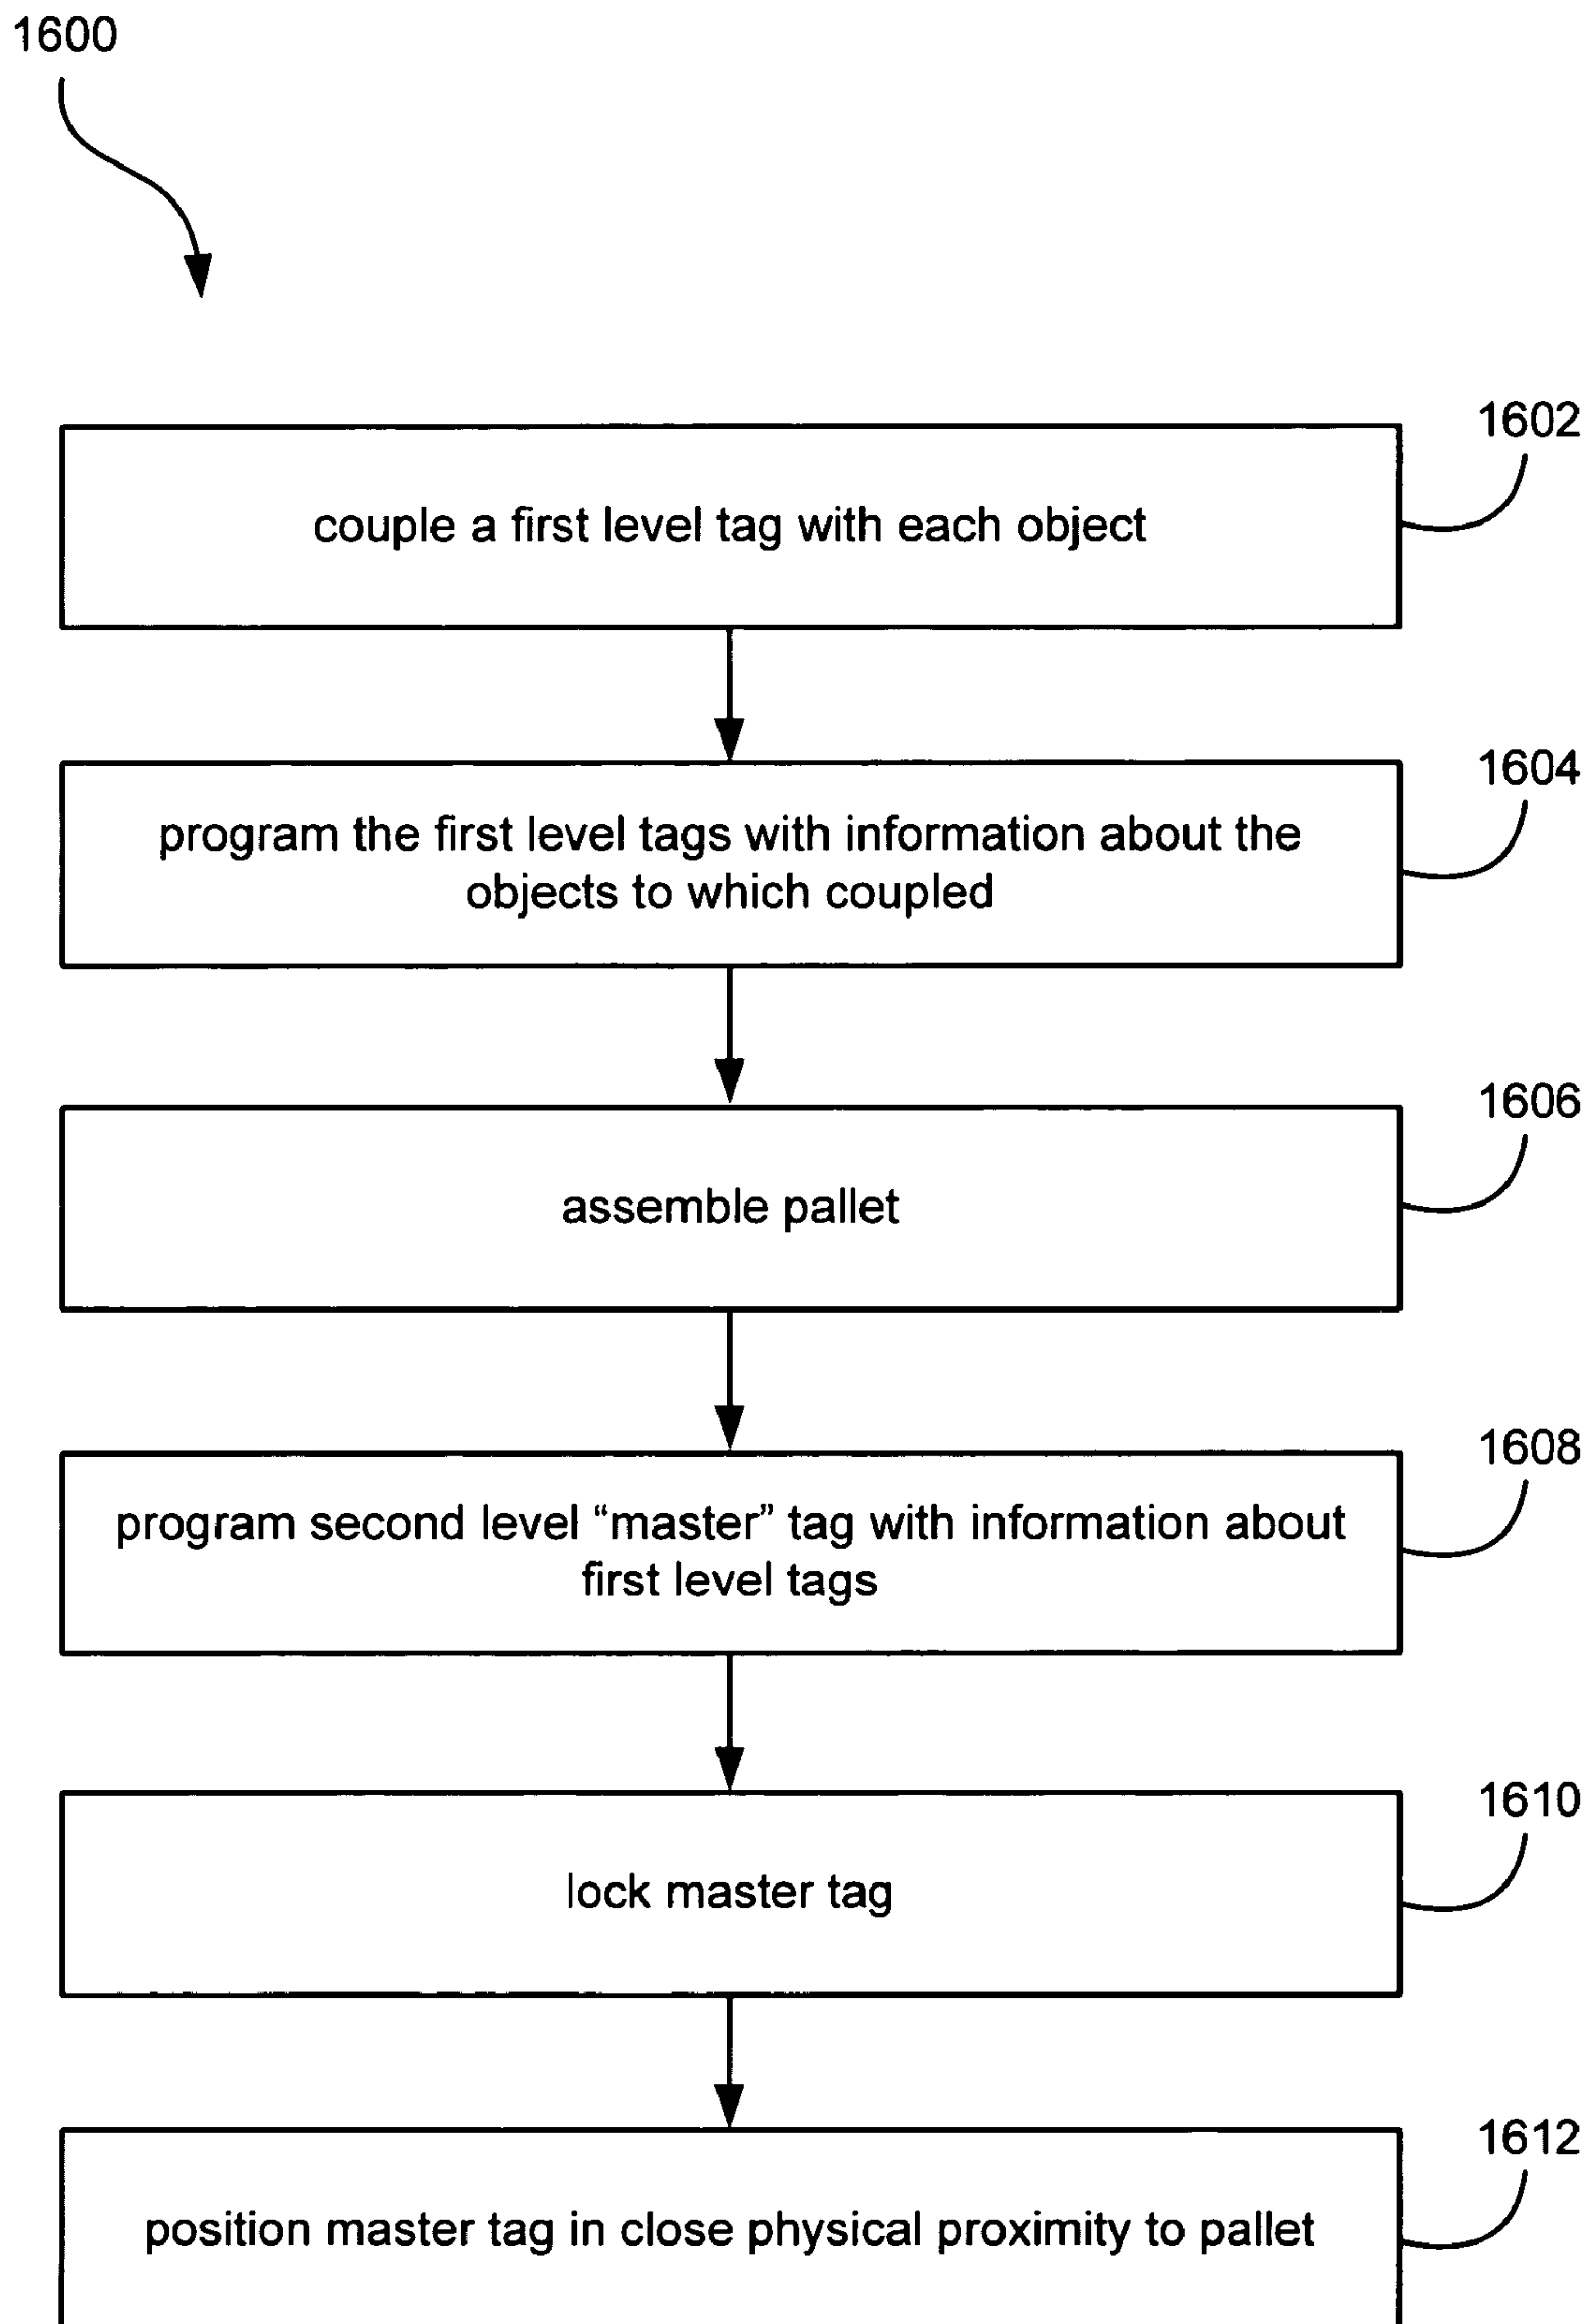 1600
1602
couple a first level tag with each object
1604
program the first level tags with information about the
objects to which coupled
1606
assemble pallet
1608
program second level “master” tag with information about
first level tags
1610
lock master tag
1612
position master tag in close physical proximity to pallet